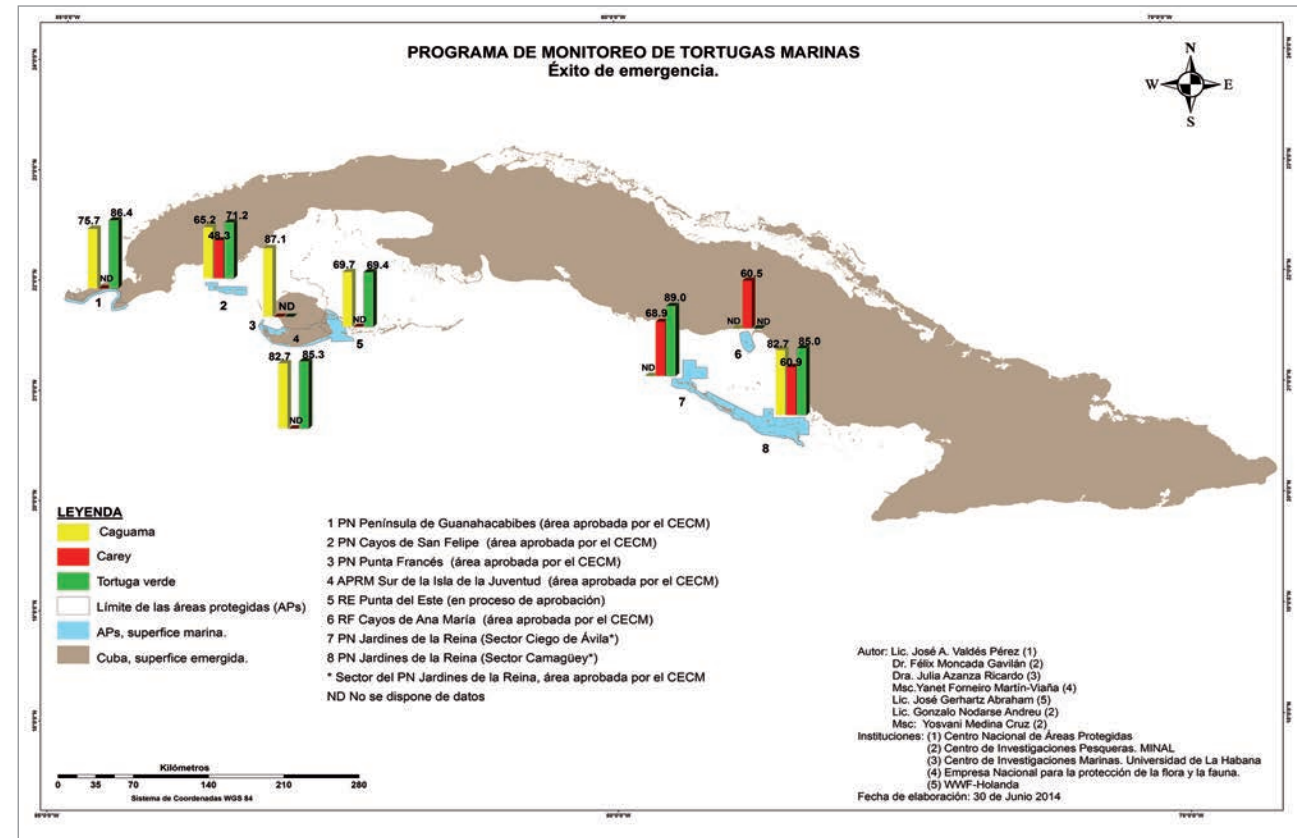 PROGRAMA DE MONITOREO DE TORTUGAS MARINAS
Éxito de emergencia.
N
W E
S
75.7
ND
86.4
1
65.2
48.3
71.2
2
87.1
ND
3
4
69.7
ND
69.4
5
82.7
ND
85.3
ND
68.9
89.0
7
ND
60.5
ND
6
82.7
60.9
85.0
8
LEYENDA
Caguama
Carey
Tortuga verde
Límite de las áreas protegidas (APs)
APs, superfice marina.
Cuba, superfice emergida.
1 PN Península de Guanahacabibes (área aprobada por el CECM)
2 PN Cayos de San Felipe (área aprobada por el CECM)
3 PN Punta Francés (área aprobada por el CECM)
4 APRM Sur de la Isla de la Juventud (área aprobada por el CECM)
5 RE Punta del Este (en proceso de aprobación)
6 RF Cayos de Ana María (área aprobada por el CECM)
7 PN Jardines de la Reina (Sector Ciego de Ávila*)
8 PN Jardines de la Reina (Sector Camagüey*)
* Sector del PN Jardines de la Reina, área aprobada por el CECM
ND No se dispone de datos
Kilómetros
0 35 70 140 210 280
Sistema de Coordenadas WGS 84
Autor: Lic. José A. Valdés Pérez (1)
Dr. Félix Moncada Gavilán (2)
Dra. Julia Azanza Ricardo (3)
Msc.Yanet Forneiro Martín-Viaña (4)
Lic. José Gerhartz Abraham (5)
Lic. Gonzalo Nodarse Andreu (2)
Msc: Yosvani Medina Cruz (2)
Instituciones: (1) Centro Nacional de Áreas Protegidas
(2) Centro de Investigaciones Pesqueras. MINAL
(3) Centro de Investigaciones Marinas. Universidad de La Habana
(4) Empresa Nacional para la protección de la flora y la fauna.
(5) WWF-Holanda
Fecha de elaboración: 30 de Junio 2014